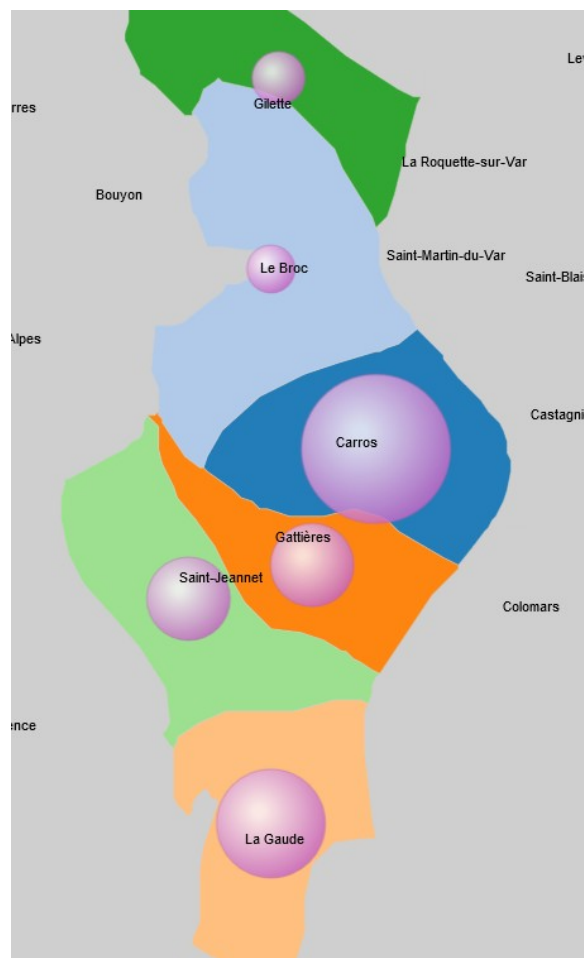 Lev
Gilette
rres
La Roquette-sur-Var
Bouyon
Saint-Martin-du-Var
Le Broc
Saint-Blais
Alpes
Castagni
Carros
Gattières
Saint-Jeannet
Colomars
ence
La Gaude